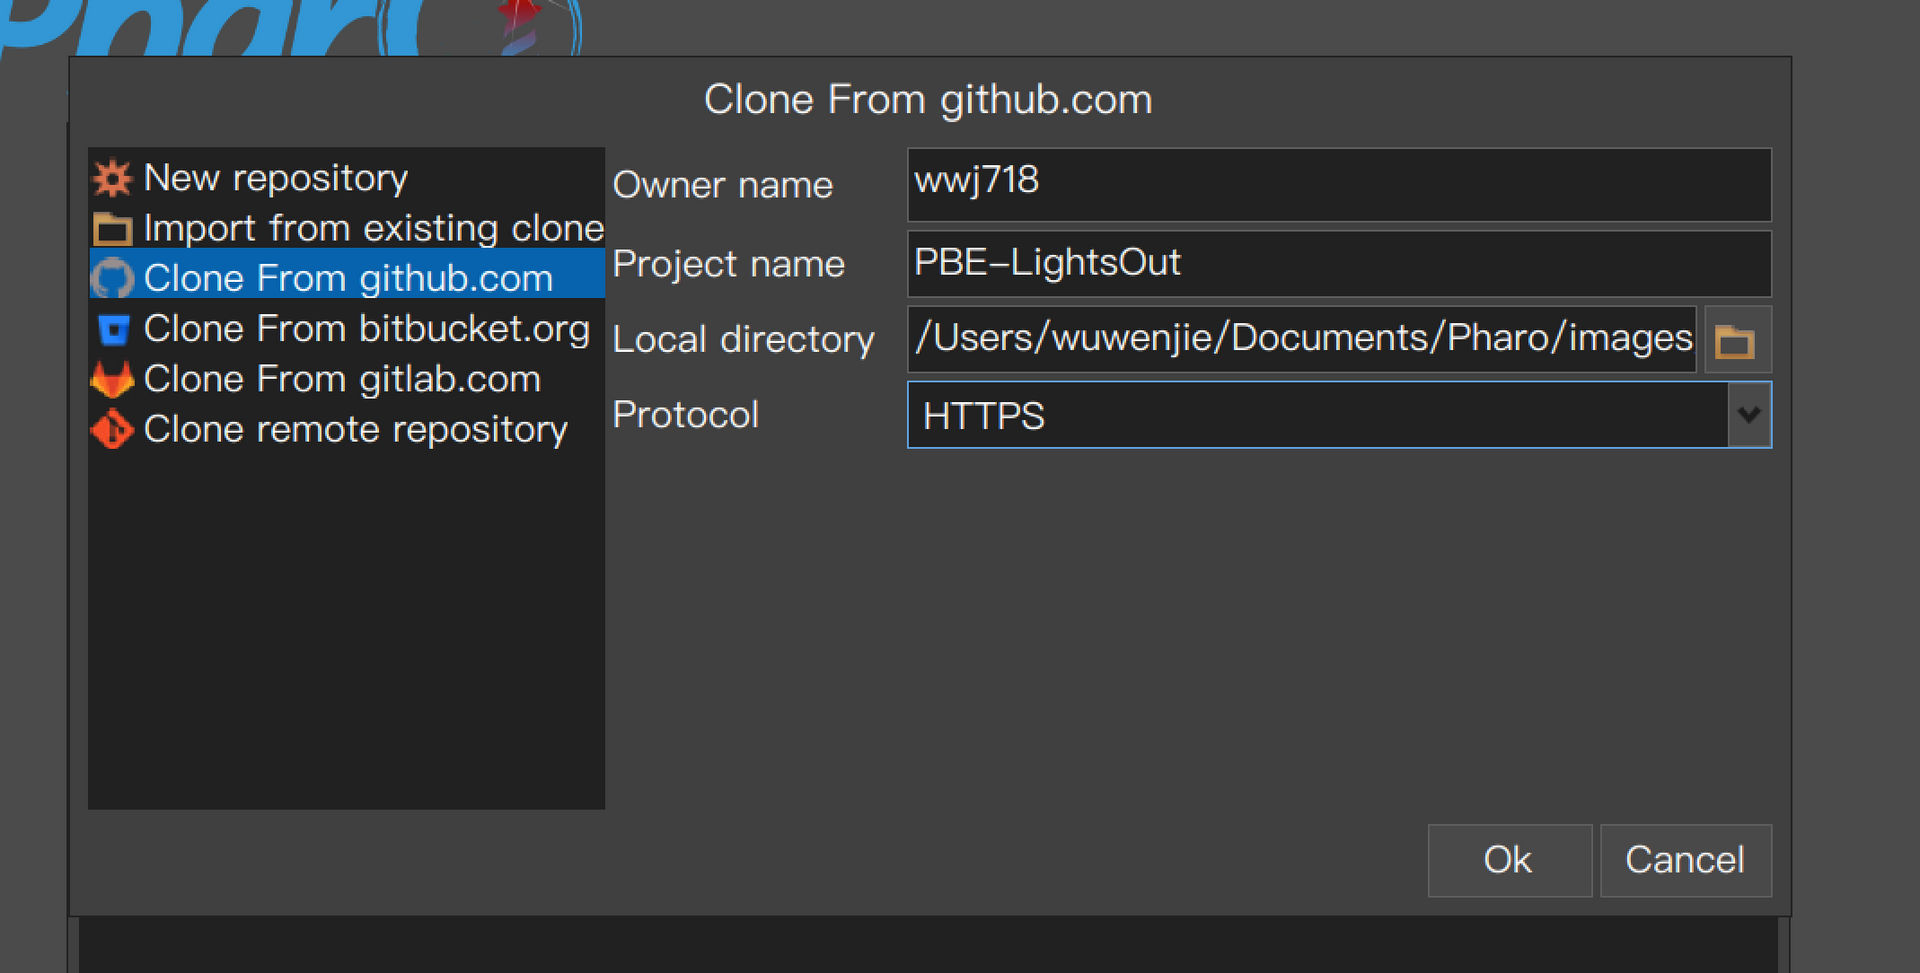 Pharo
Clone From github.com
New repository
Import from existing clone
Clone From github.com
Clone From bitbucket.org
Clone From gitlab.com
Clone remote repository
Owner name
wwj718
Project name
PBE-LightsOut
Local directory
/Users/wuwenjie/Documents/Pharo/images
Protocol
HTTPS
Ok
Cancel